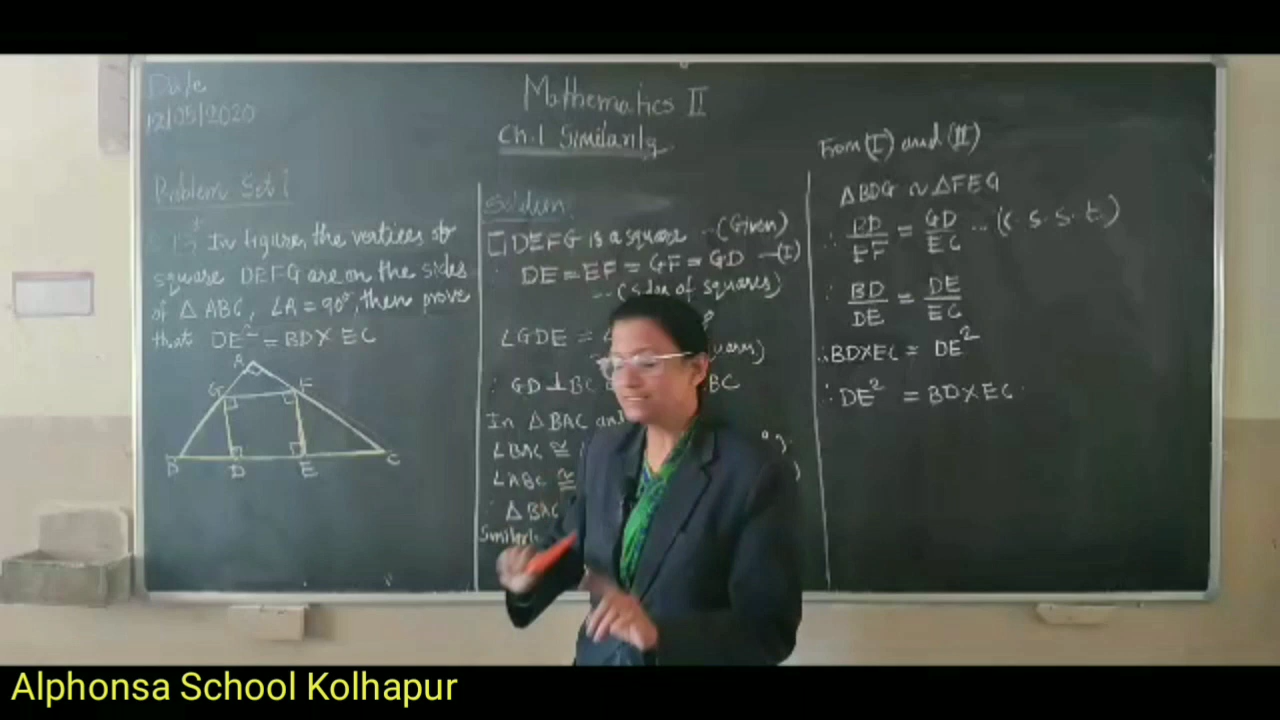 Date
12/05/2020
Mathematics II
Ch.1 Similarity
Problem Set 1
In figure, the vertices of
square DEFG are on the sides
of △ ABC, ∠A = 90°, then prove
that DE² = BD × EC
A
G F
B D E C
Solution:
□ DEFG is a square -- (Given)
∴ DE = EF = GF = GD —(I)
-- (sides of squares)
∠GDE =
∴ GD ⊥ BC BC
In △ BAC and
∠BAC ≅
∠ABC ≅
∴ △ BAC
Similarly
From (I) and (II)
△BDG ~ △FEG
∴ BD/EF = GD/EC -- (c.s.s.t.)
∴ BD/DE = DE/EC
∴ BD×EC = DE²
∴ DE² = BD×EC
Alphonsa School Kolhapur